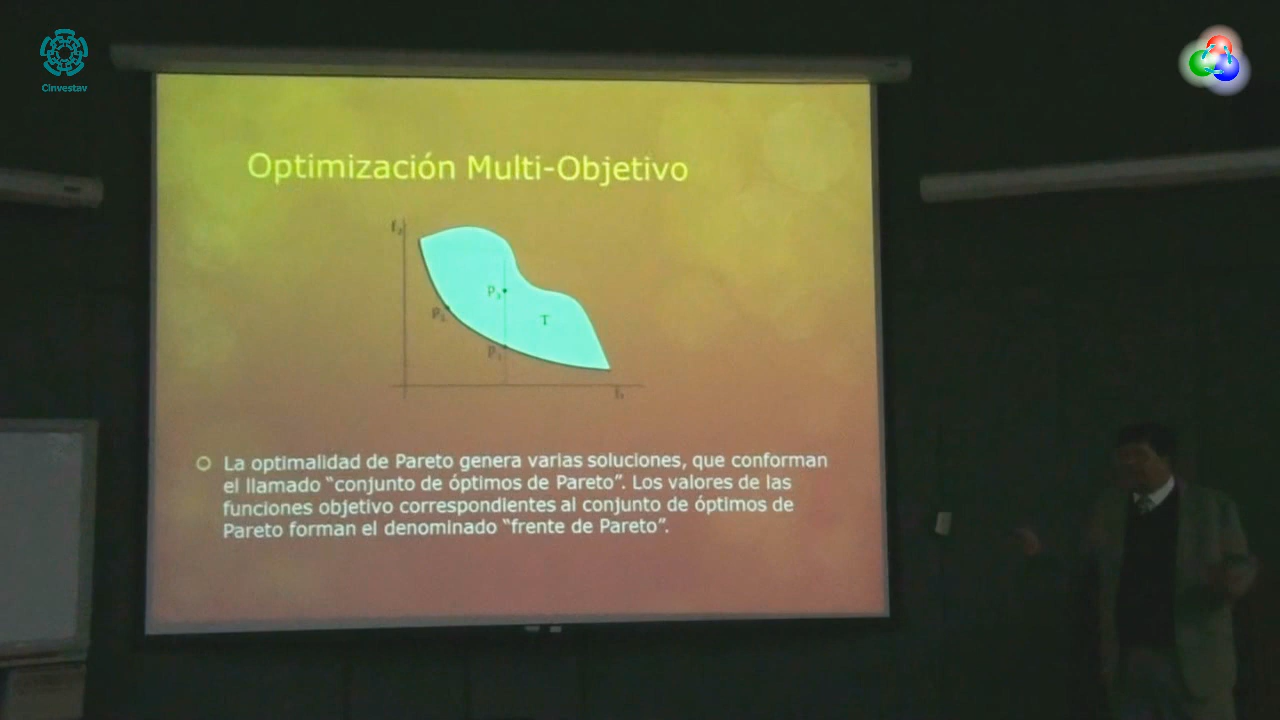 Cinvestav
Optimización Multi-Objetivo
T
La optimalidad de Pareto genera varias soluciones, que conforman
el llamado “conjunto de óptimos de Pareto”. Los valores de las
funciones objetivo correspondientes al conjunto de óptimos de
Pareto forman el denominado “frente de Pareto”.